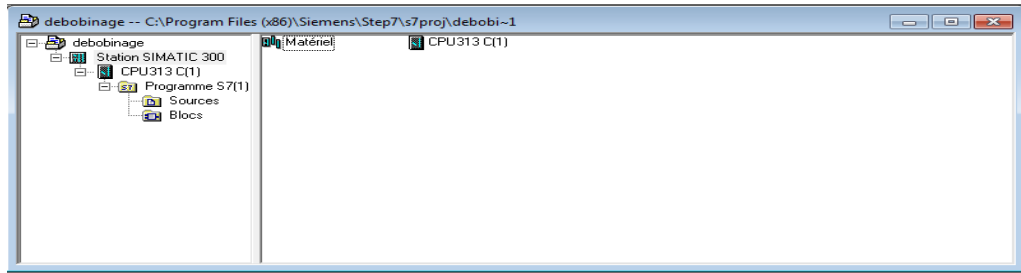 debobinage -- C:\Program Files (x86)\Siemens\Step7\s7proj\debobi~1
debobinage
Station SIMATIC 300
CPU313 C(1)
Programme S7(1)
Sources
Blocs
Matériel
CPU313 C(1)